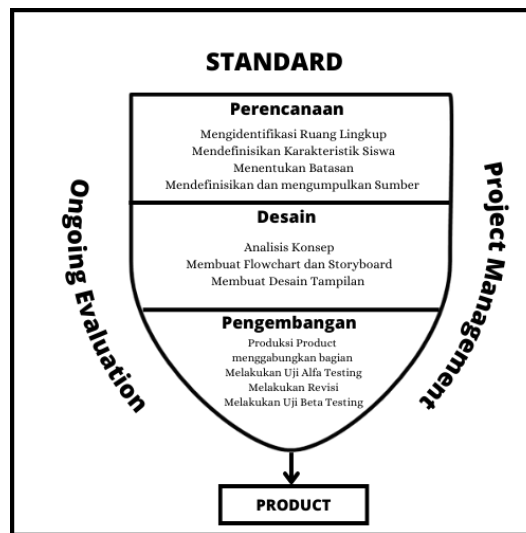 STANDARD
Perencanaan
Mengidentifikasi Ruang Lingkup
Mendefinisikan Karakteristik Siswa
Menentukan Batasan
Mendefinisikan dan mengumpulkan Sumber
Desain
Analisis Konsep
Membuat Flowchart dan Storyboard
Membuat Desain Tampilan
Pengembangan
Produksi Product
menggabungkan bagian
Melakukan Uji Alfa Testing
Melakukan Revisi
Melakukan Uji Beta Testing
Ongoing Evaluation
Project Management
PRODUCT